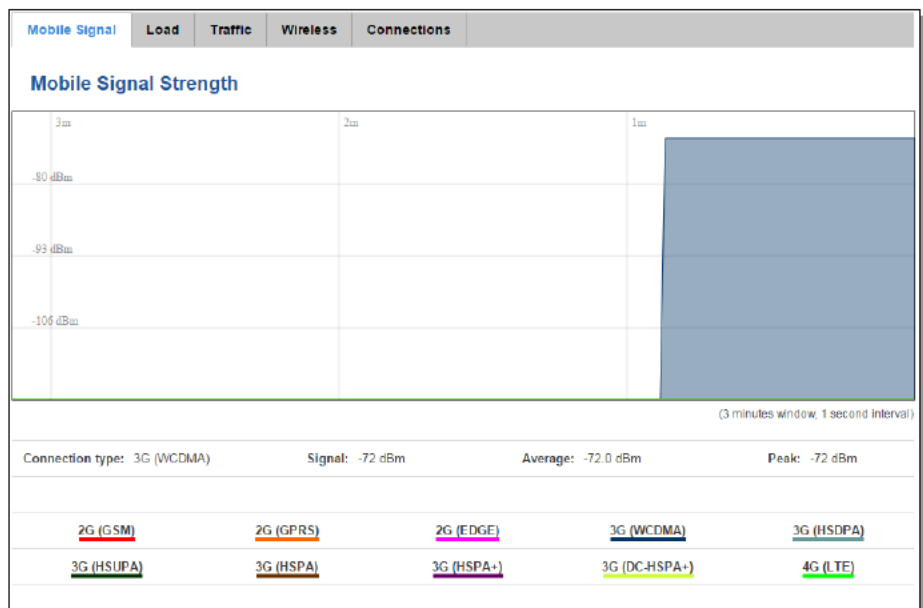 Mobile Signal Load Traffic Wireless Connections
Mobile Signal Strength
3m 2m 1m
-80 dBm
-93 dBm
-106 dBm
(3 minutes window, 1 second interval)
Connection type: 3G (WCDMA) Signal: -72 dBm Average: -72.0 dBm Peak: -72 dBm
2G (GSM) 2G (GPRS) 2G (EDGE) 3G (WCDMA) 3G (HSDPA)
3G (HSUPA) 3G (HSPA) 3G (HSPA+) 3G (DC-HSPA+) 4G (LTE)